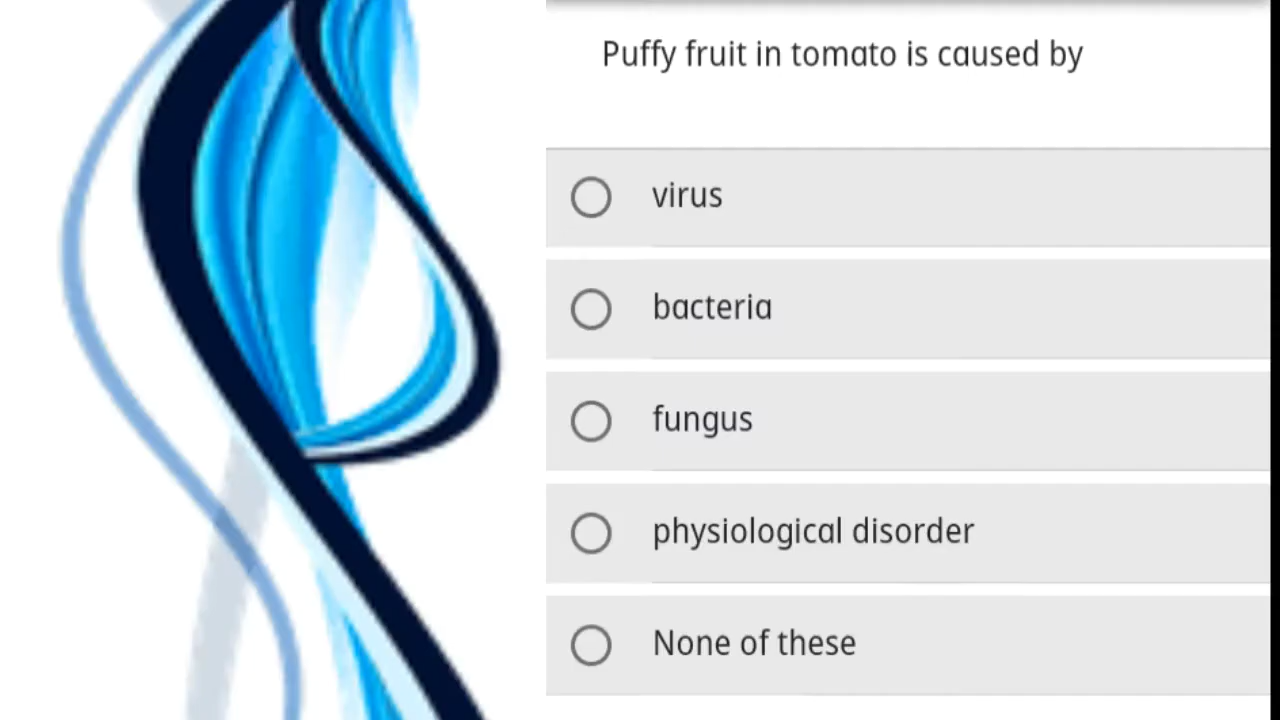 Puffy fruit in tomato is caused by
virus
bacteria
fungus
physiological disorder
None of these